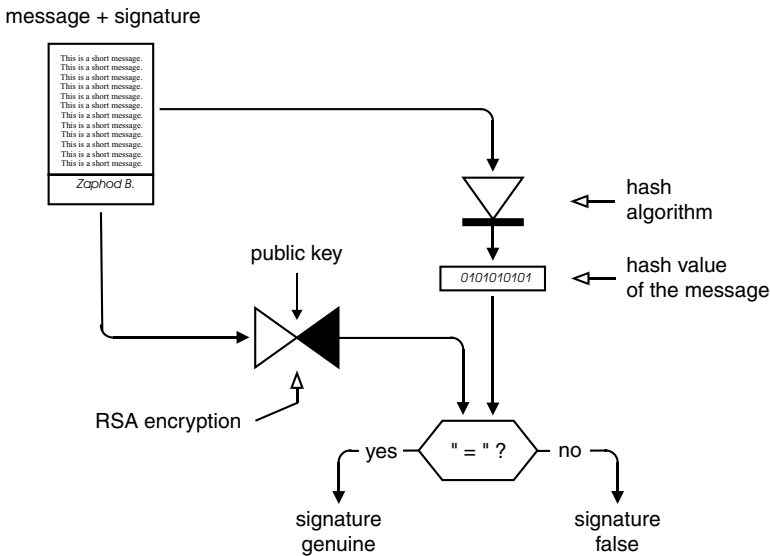 message + signature
This is a short message.
This is a short message.
This is a short message.
This is a short message.
This is a short message.
This is a short message.
This is a short message.
This is a short message.
This is a short message.
This is a short message.
This is a short message.
This is a short message.
Zaphod B.
hash
algorithm
public key
0101010101
hash value
of the message
RSA encryption
yes
" = " ?
no
signature
genuine
signature
false